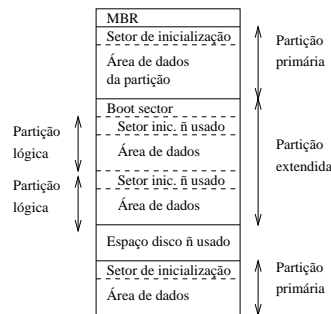 MBR
Setor de inicialização
Área de dados
da partição
Partição
primária
Boot sector
Setor inic. ñ usado
Área de dados
Partição
lógica
Setor inic. ñ usado
Área de dados
Partição
lógica
Partição
extendida
Espaço disco ñ usado
Setor de inicialização
Área de dados
Partição
primária